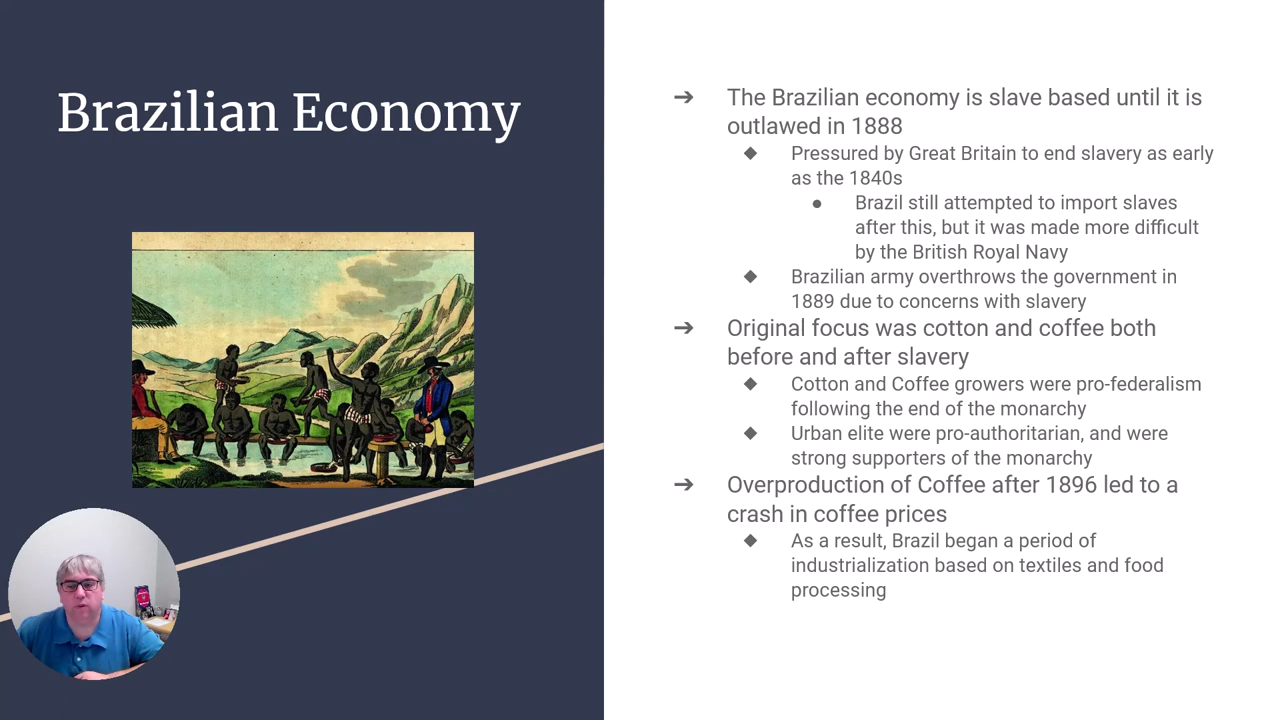 Brazilian Economy
➔ The Brazilian economy is slave based until it is
outlawed in 1888
◆ Pressured by Great Britain to end slavery as early
as the 1840s
● Brazil still attempted to import slaves
after this, but it was made more difficult
by the British Royal Navy
◆ Brazilian army overthrows the government in
1889 due to concerns with slavery
➔ Original focus was cotton and coffee both
before and after slavery
◆ Cotton and Coffee growers were pro-federalism
following the end of the monarchy
◆ Urban elite were pro-authoritarian, and were
strong supporters of the monarchy
➔ Overproduction of Coffee after 1896 led to a
crash in coffee prices
◆ As a result, Brazil began a period of
industrialization based on textiles and food
processing